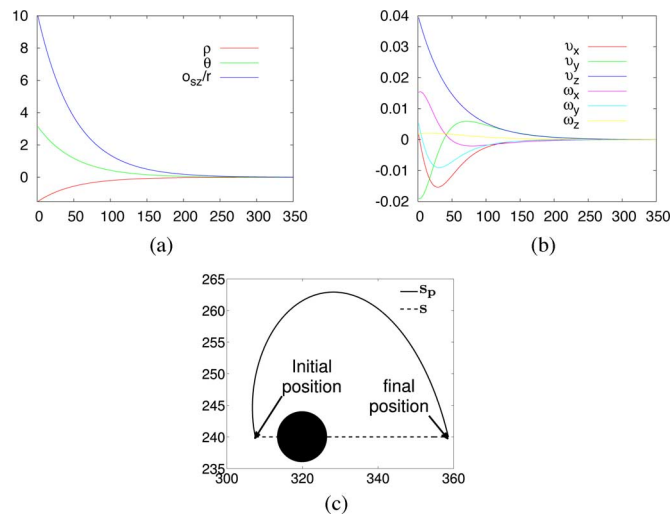 10
8
6
4
2
0
ρ
θ
o_sz/r
0 50 100 150 200 250 300 350
(a)
0.04
0.03
0.02
0.01
0
-0.01
-0.02
υ_x
υ_y
υ_z
ω_x
ω_y
ω_z
0 50 100 150 200 250 300 350
(b)
265
260
255
250
245
240
235
s_p
s
Initial
position
final
position
300 320 340 360
(c)